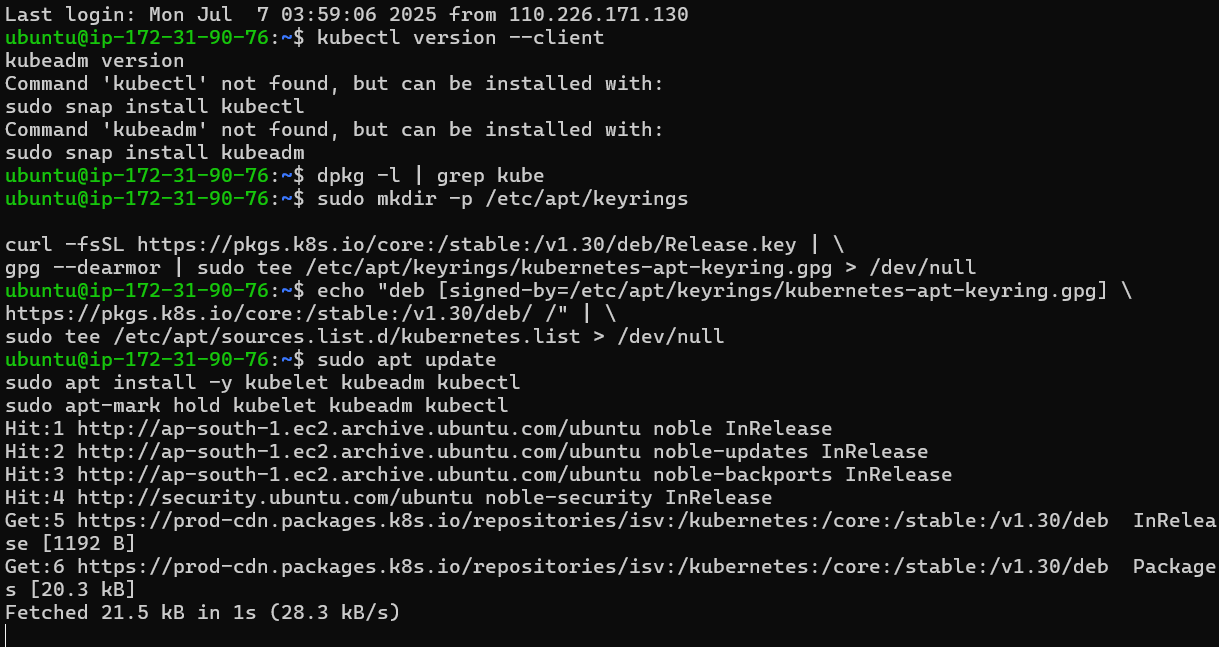 Last login: Mon Jul  7 03:59:06 2025 from 110.226.171.130
ubuntu@ip-172-31-90-76:~$ kubectl version --client
kubeadm version
Command 'kubectl' not found, but can be installed with:
sudo snap install kubectl
Command 'kubeadm' not found, but can be installed with:
sudo snap install kubeadm
ubuntu@ip-172-31-90-76:~$ dpkg -l | grep kube
ubuntu@ip-172-31-90-76:~$ sudo mkdir -p /etc/apt/keyrings

curl -fsSL https://pkgs.k8s.io/core:/stable:/v1.30/deb/Release.key | \
gpg --dearmor | sudo tee /etc/apt/keyrings/kubernetes-apt-keyring.gpg > /dev/null
ubuntu@ip-172-31-90-76:~$ echo "deb [signed-by=/etc/apt/keyrings/kubernetes-apt-keyring.gpg] \
https://pkgs.k8s.io/core:/stable:/v1.30/deb/ /" | \
sudo tee /etc/apt/sources.list.d/kubernetes.list > /dev/null
ubuntu@ip-172-31-90-76:~$ sudo apt update
sudo apt install -y kubelet kubeadm kubectl
sudo apt-mark hold kubelet kubeadm kubectl
Hit:1 http://ap-south-1.ec2.archive.ubuntu.com/ubuntu noble InRelease
Hit:2 http://ap-south-1.ec2.archive.ubuntu.com/ubuntu noble-updates InRelease
Hit:3 http://ap-south-1.ec2.archive.ubuntu.com/ubuntu noble-backports InRelease
Hit:4 http://security.ubuntu.com/ubuntu noble-security InRelease
Get:5 https://prod-cdn.packages.k8s.io/repositories/isv:/kubernetes:/core:/stable:/v1.30/deb  InRelea
se [1192 B]
Get:6 https://prod-cdn.packages.k8s.io/repositories/isv:/kubernetes:/core:/stable:/v1.30/deb  Package
s [20.3 kB]
Fetched 21.5 kB in 1s (28.3 kB/s)